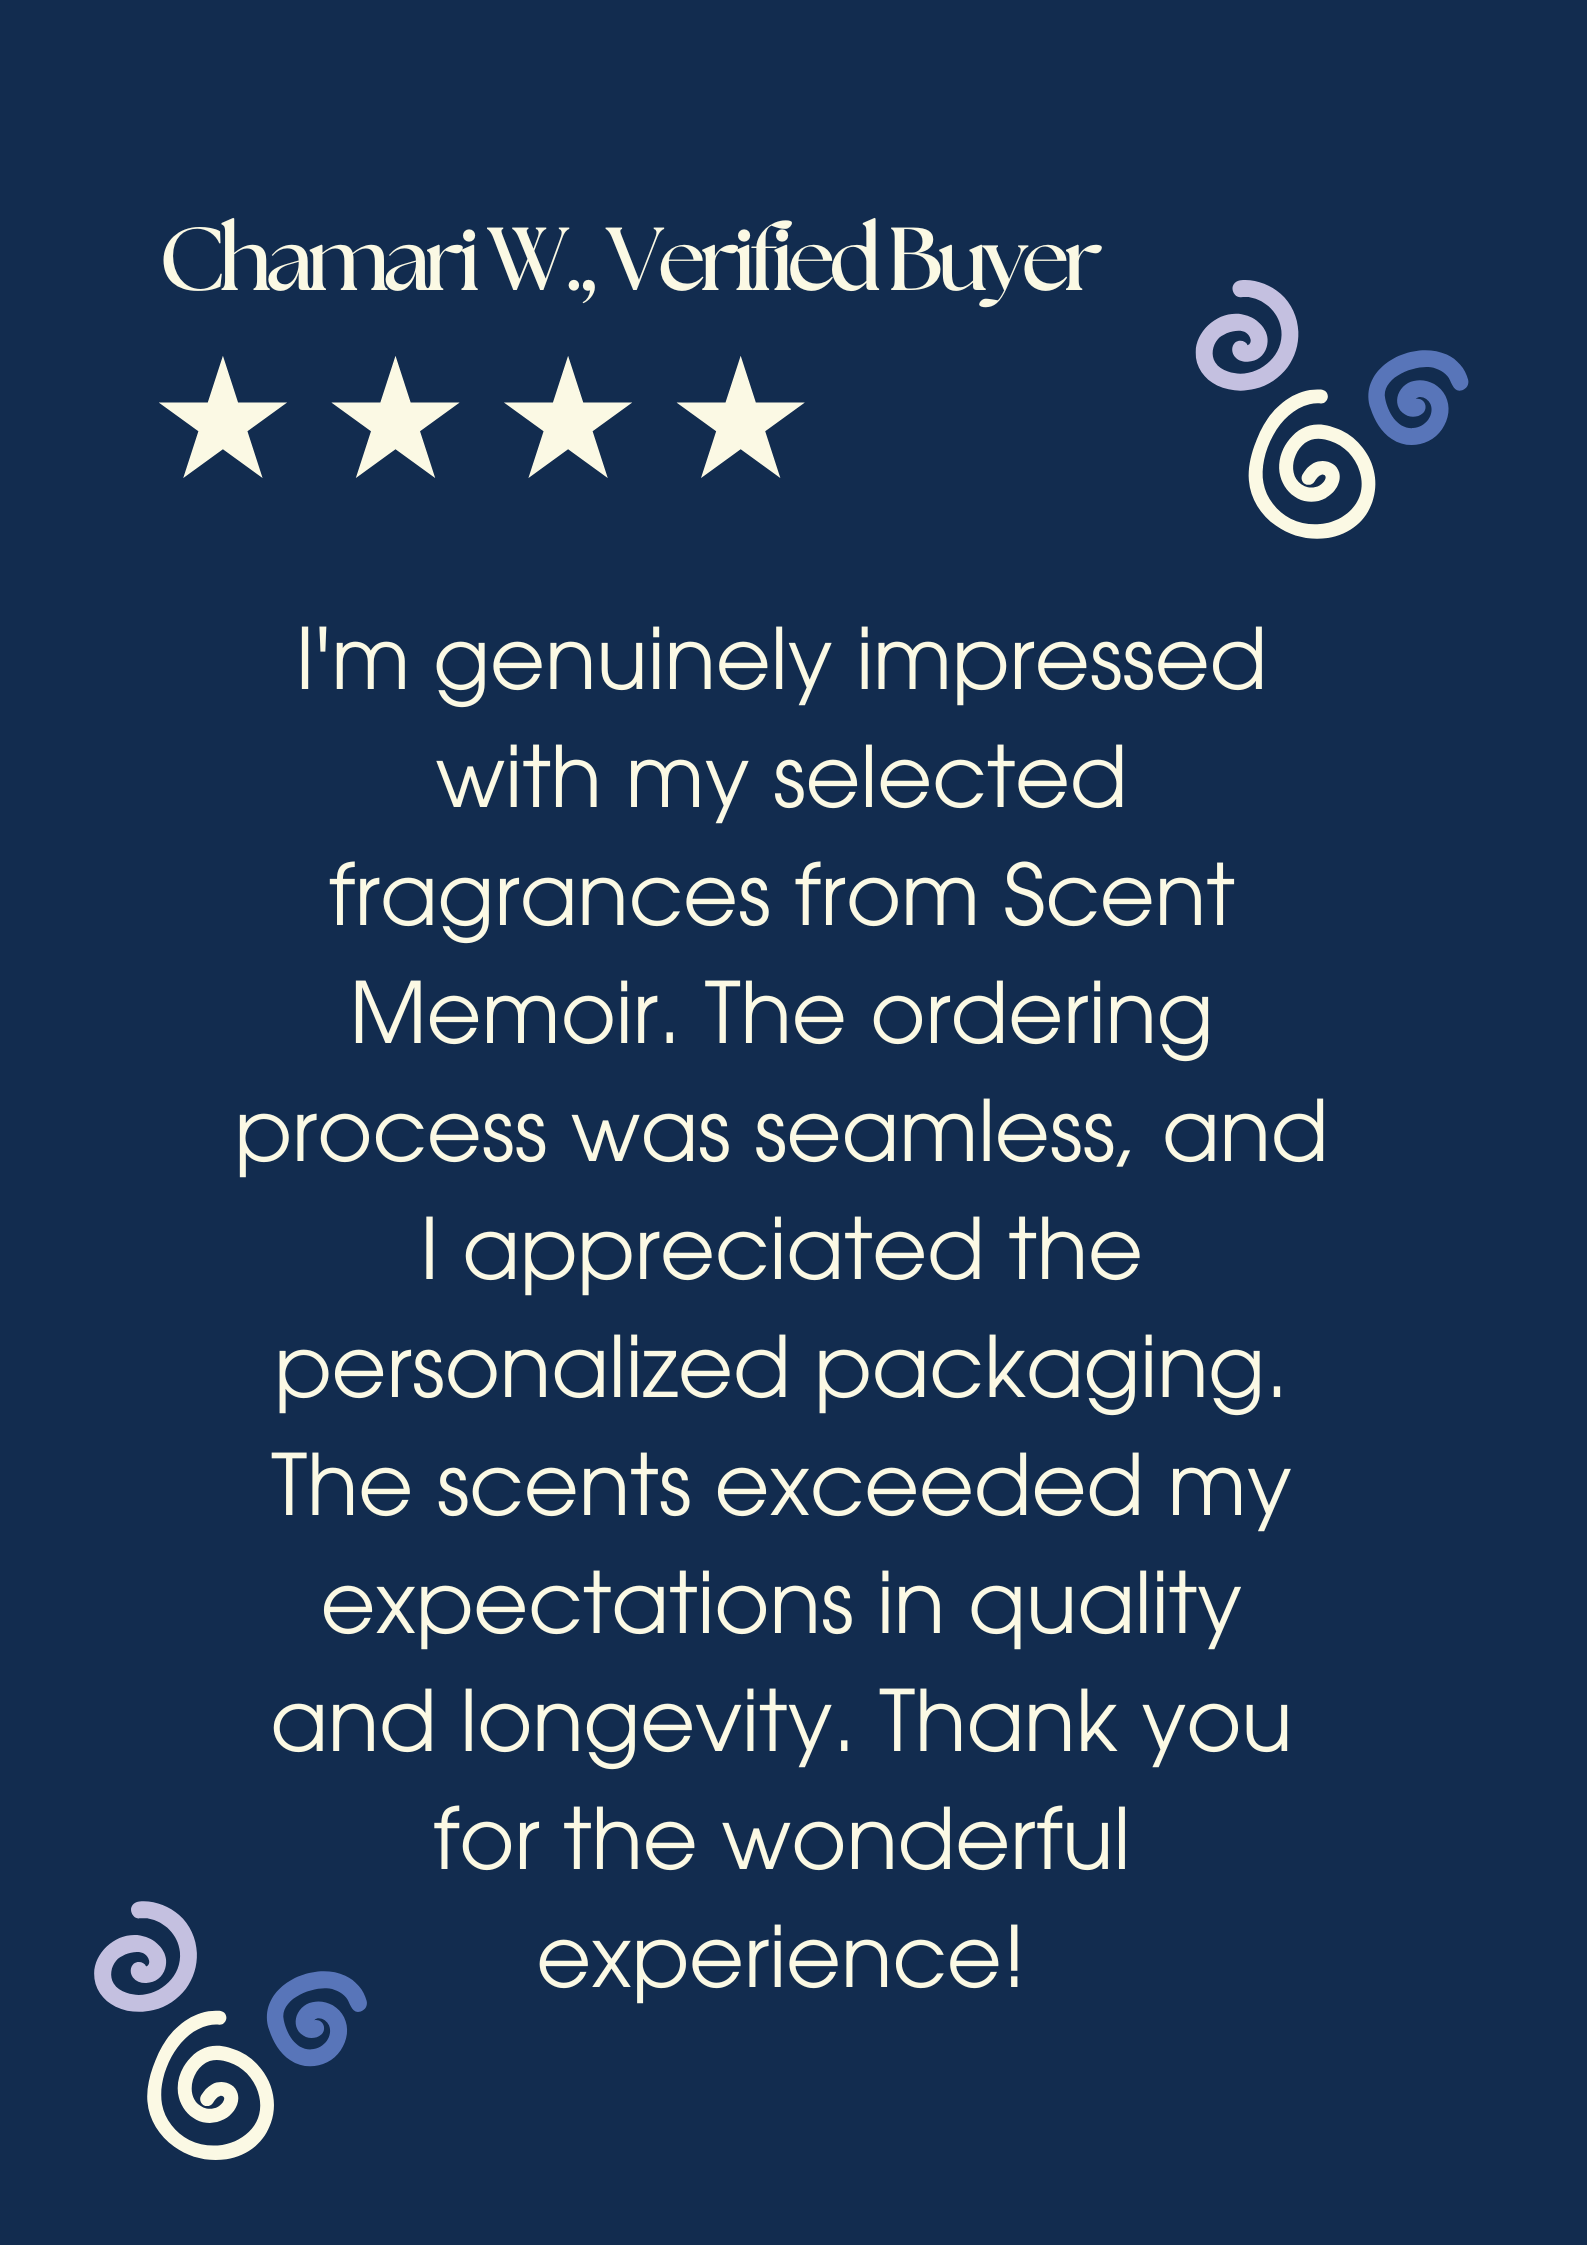 Chamari W., Verified Buyer
I'm genuinely impressed
with my selected
fragrances from Scent
Memoir. The ordering
process was seamless, and
I appreciated the
personalized packaging.
The scents exceeded my
expectations in quality
and longevity. Thank you
for the wonderful
experience!